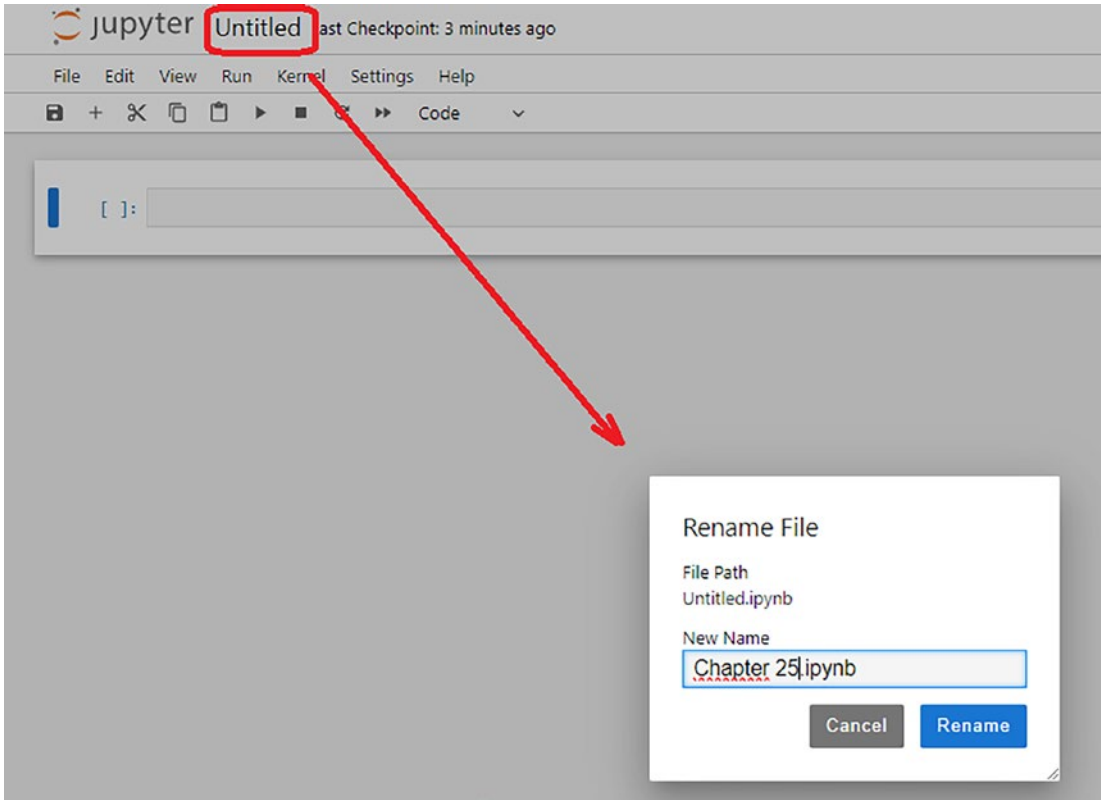 jupyter Untitled ast Checkpoint: 3 minutes ago
File Edit View Run Kernel Settings Help
Code
[ ]:
Rename File
File Path
Untitled.ipynb
New Name
Chapter 25.ipynb
Cancel Rename